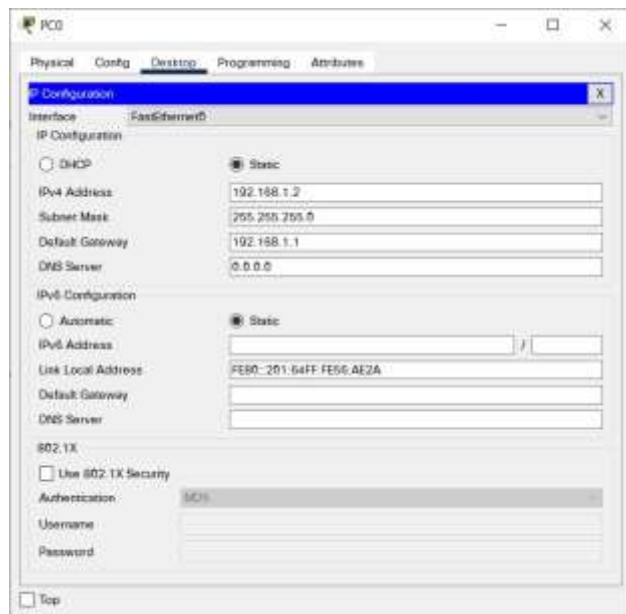 PC0
Physical Config Desktop Programming Attributes
IP Configuration X
Interface FastEthernet0
IP Configuration
DHCP Static
IPv4 Address 192.168.1.2
Subnet Mask 255.255.255.0
Default Gateway 192.168.1.1
DNS Server 0.0.0.0
IPv6 Configuration
Automatic Static
IPv6 Address /
Link Local Address FE80::201:64FF:FE56:AE2A
Default Gateway
DNS Server
802.1X
Use 802.1X Security
Authentication MD5
Username
Password
Top